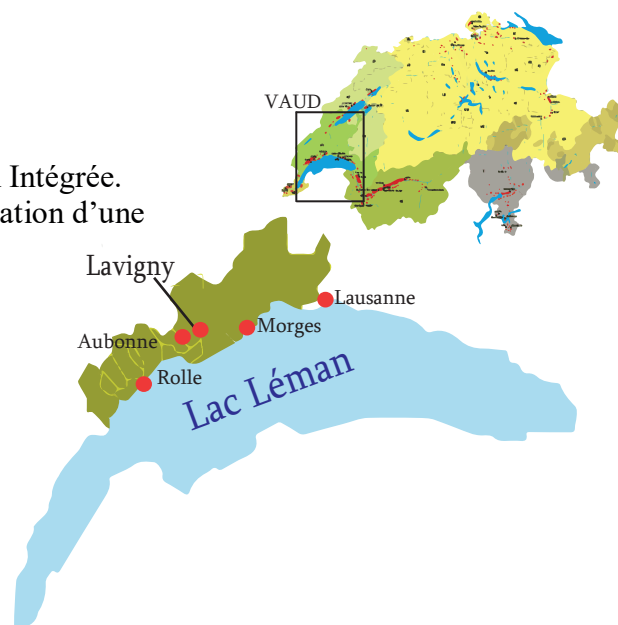 VAUD
Intégrée.
ation d'une
Lavigny
Lausanne
Morges
Aubonne
Rolle
Lac Léman